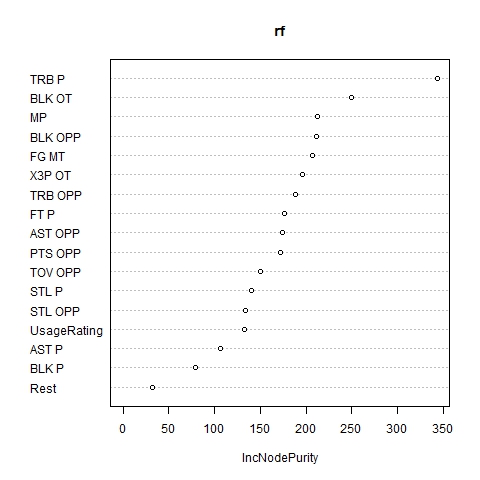 rf
TRB P
BLK OT
MP
BLK OPP
FG MT
X3P OT
TRB OPP
FT P
AST OPP
PTS OPP
TOV OPP
STL P
STL OPP
UsageRating
AST P
BLK P
Rest
0 50 100 150 200 250 300 350
IncNodePurity